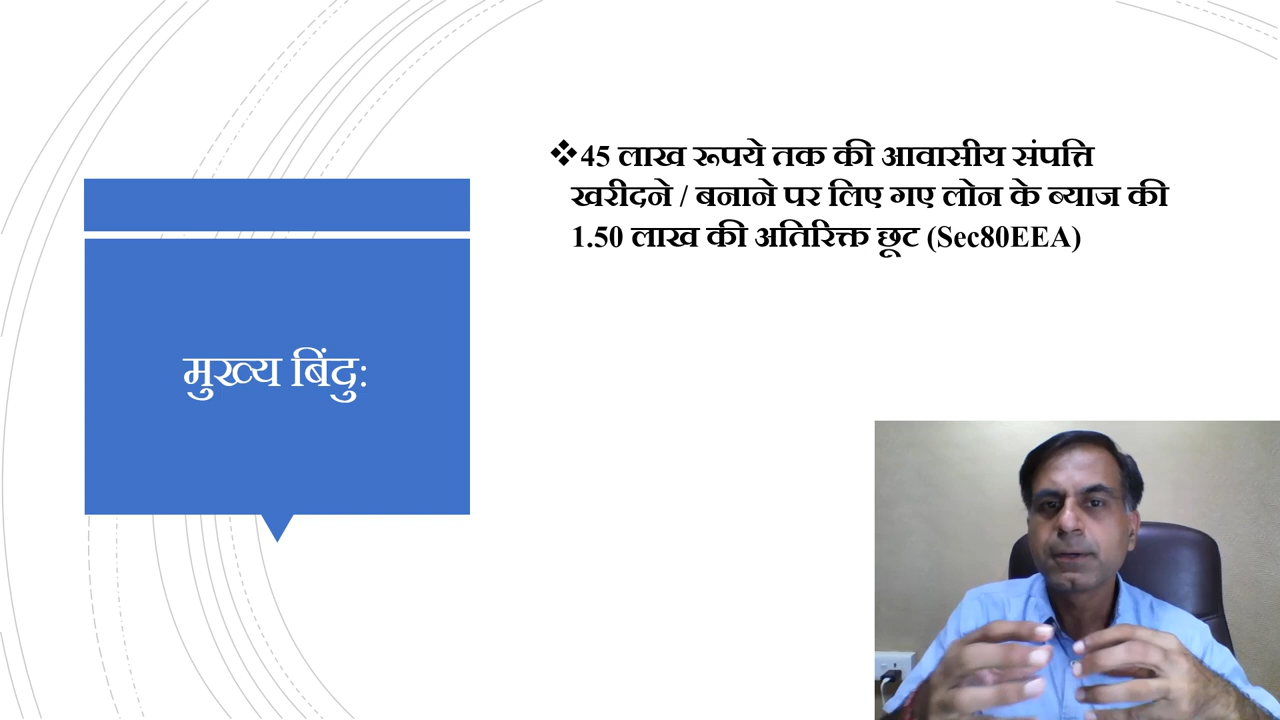 मुख्य बिंदु:
❖45 लाख रूपये तक की आवासीय संपत्ति
खरीदने / बनाने पर लिए गए लोन के ब्याज की
1.50 लाख की अतिरिक्त छूट (Sec80EEA)